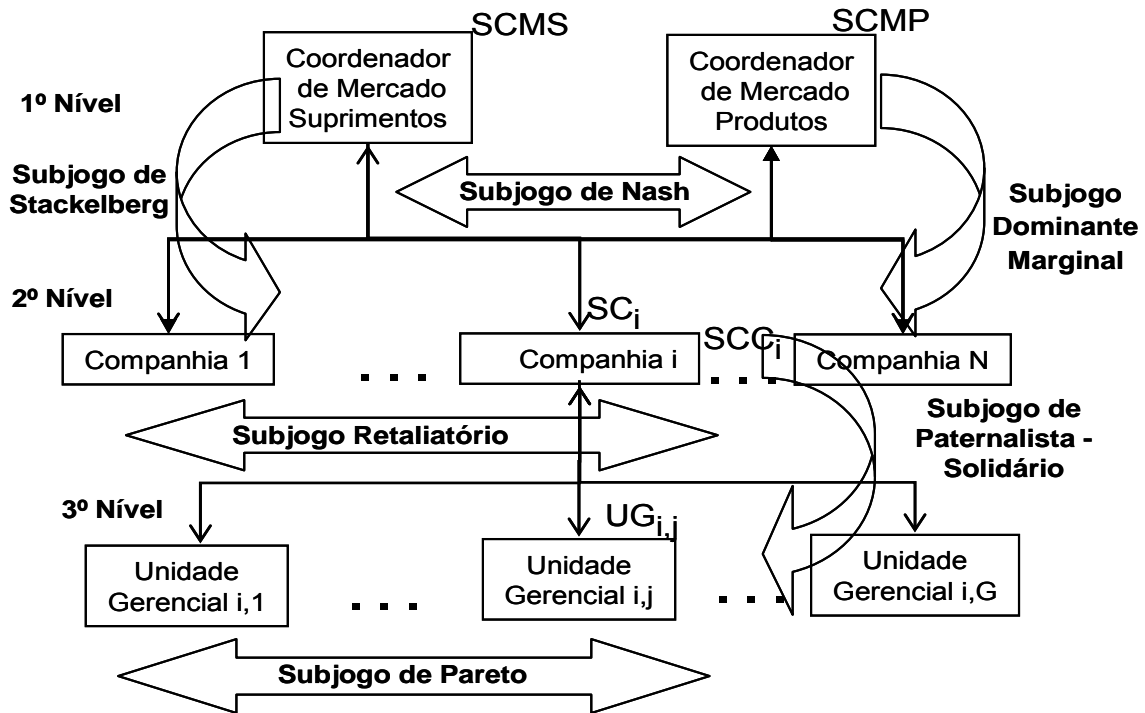 SCMS
SCMP
Coordenador
de Mercado
Suprimentos
Coordenador
de Mercado
Produtos
1º Nível
Subjogo de
Stackelberg
Subjogo de Nash
Subjogo
Dominante
Marginal
2º Nível
SCi
SCCi
Companhia 1
. . .
Companhia i
. . .
Companhia N
Subjogo Retaliatório
Subjogo de
Paternalista -
Solidário
3º Nível
UGi,j
Unidade
Gerencial i,1
. . .
Unidade
Gerencial i,j
. . .
Unidade
Gerencial i,G
Subjogo de Pareto